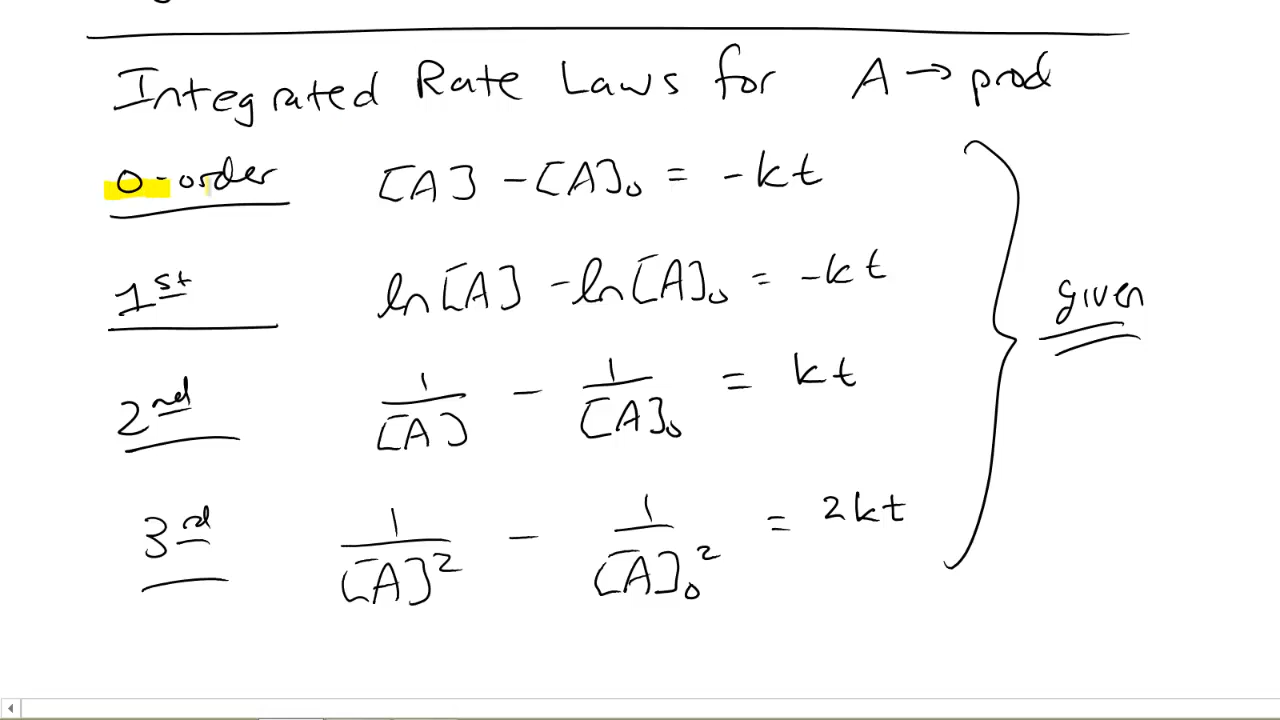 Integrated Rate Laws for A → prod
0-order [A] - [A]₀ = -kt
1st ln[A] - ln[A]₀ = -kt
given
2nd 1/[A] - 1/[A]₀ = kt
3rd 1/[A]² - 1/[A]₀² = 2kt